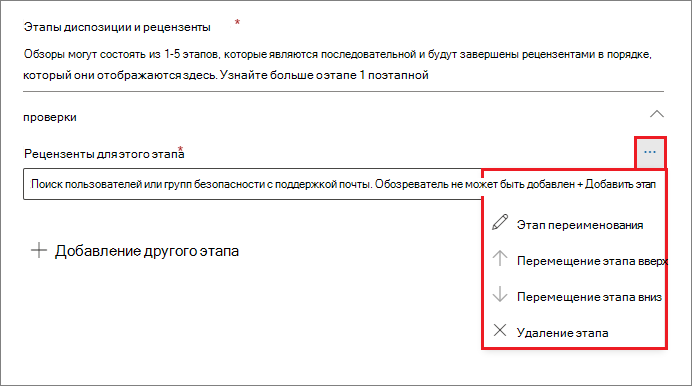 Этапы диспозиции и рецензенты *
Обзоры могут состоять из 1-5 этапов, которые являются последовательной и будут завершены рецензентами в порядке,
который они отображаются здесь. Узнайте больше о этапе 1 поэтапной
проверки
Рецензенты для этого этапа*
Поиск пользователей или групп безопасности с поддержкой почты. Обозреватель не может быть добавлен + Добавить этап
Этап переименования
Добавление другого этапа
Перемещение этапа вверх
Перемещение этапа вниз
Удаление этапа